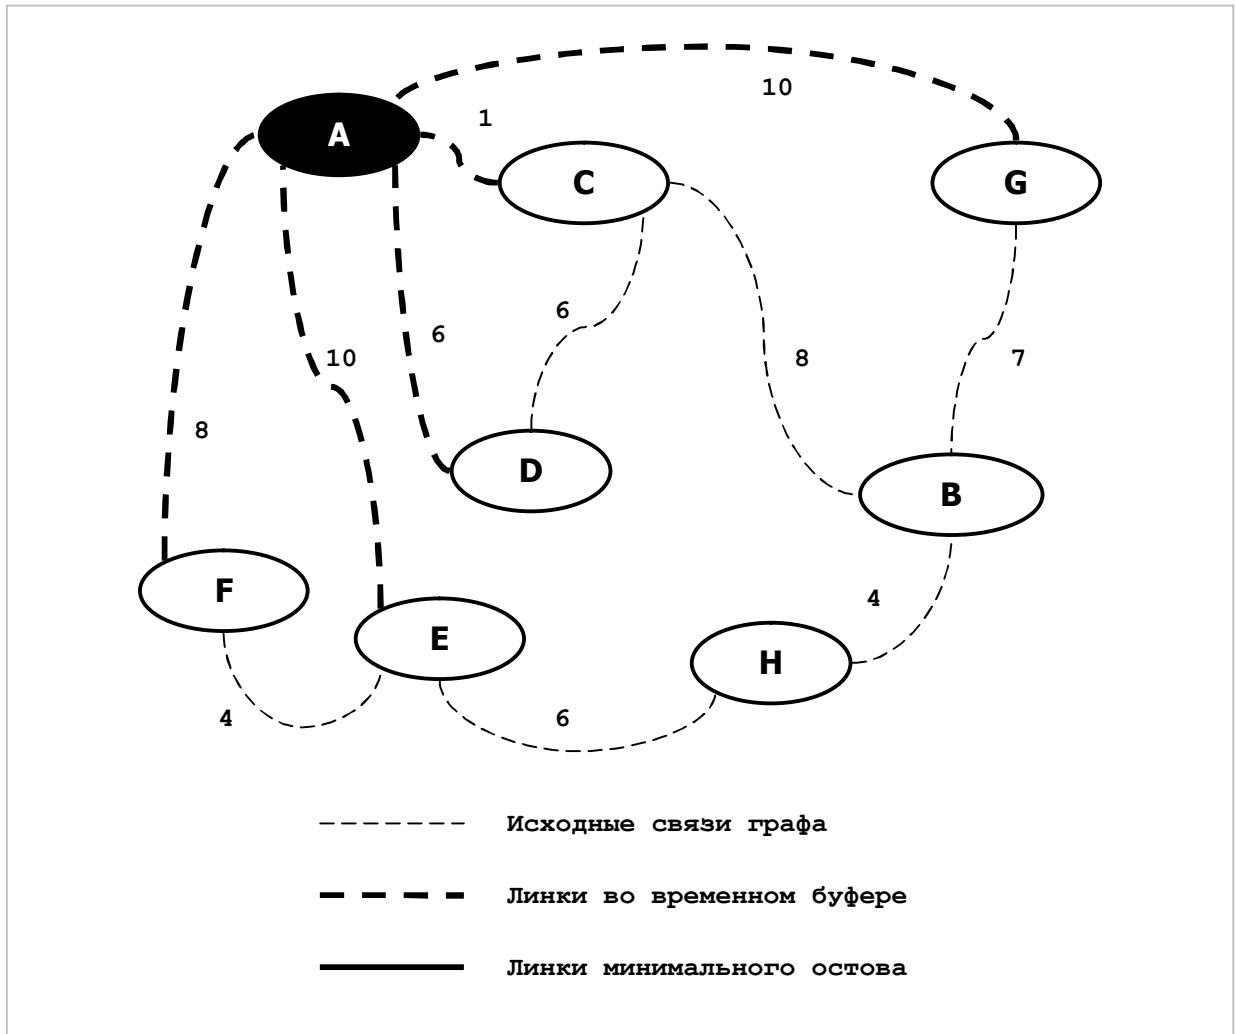 10
1
A
C
G
6
6
10
8
7
8
D
B
F
4
E
H
4
6
Исходные связи графа
Линки во временном буфере
Линки минимального остова